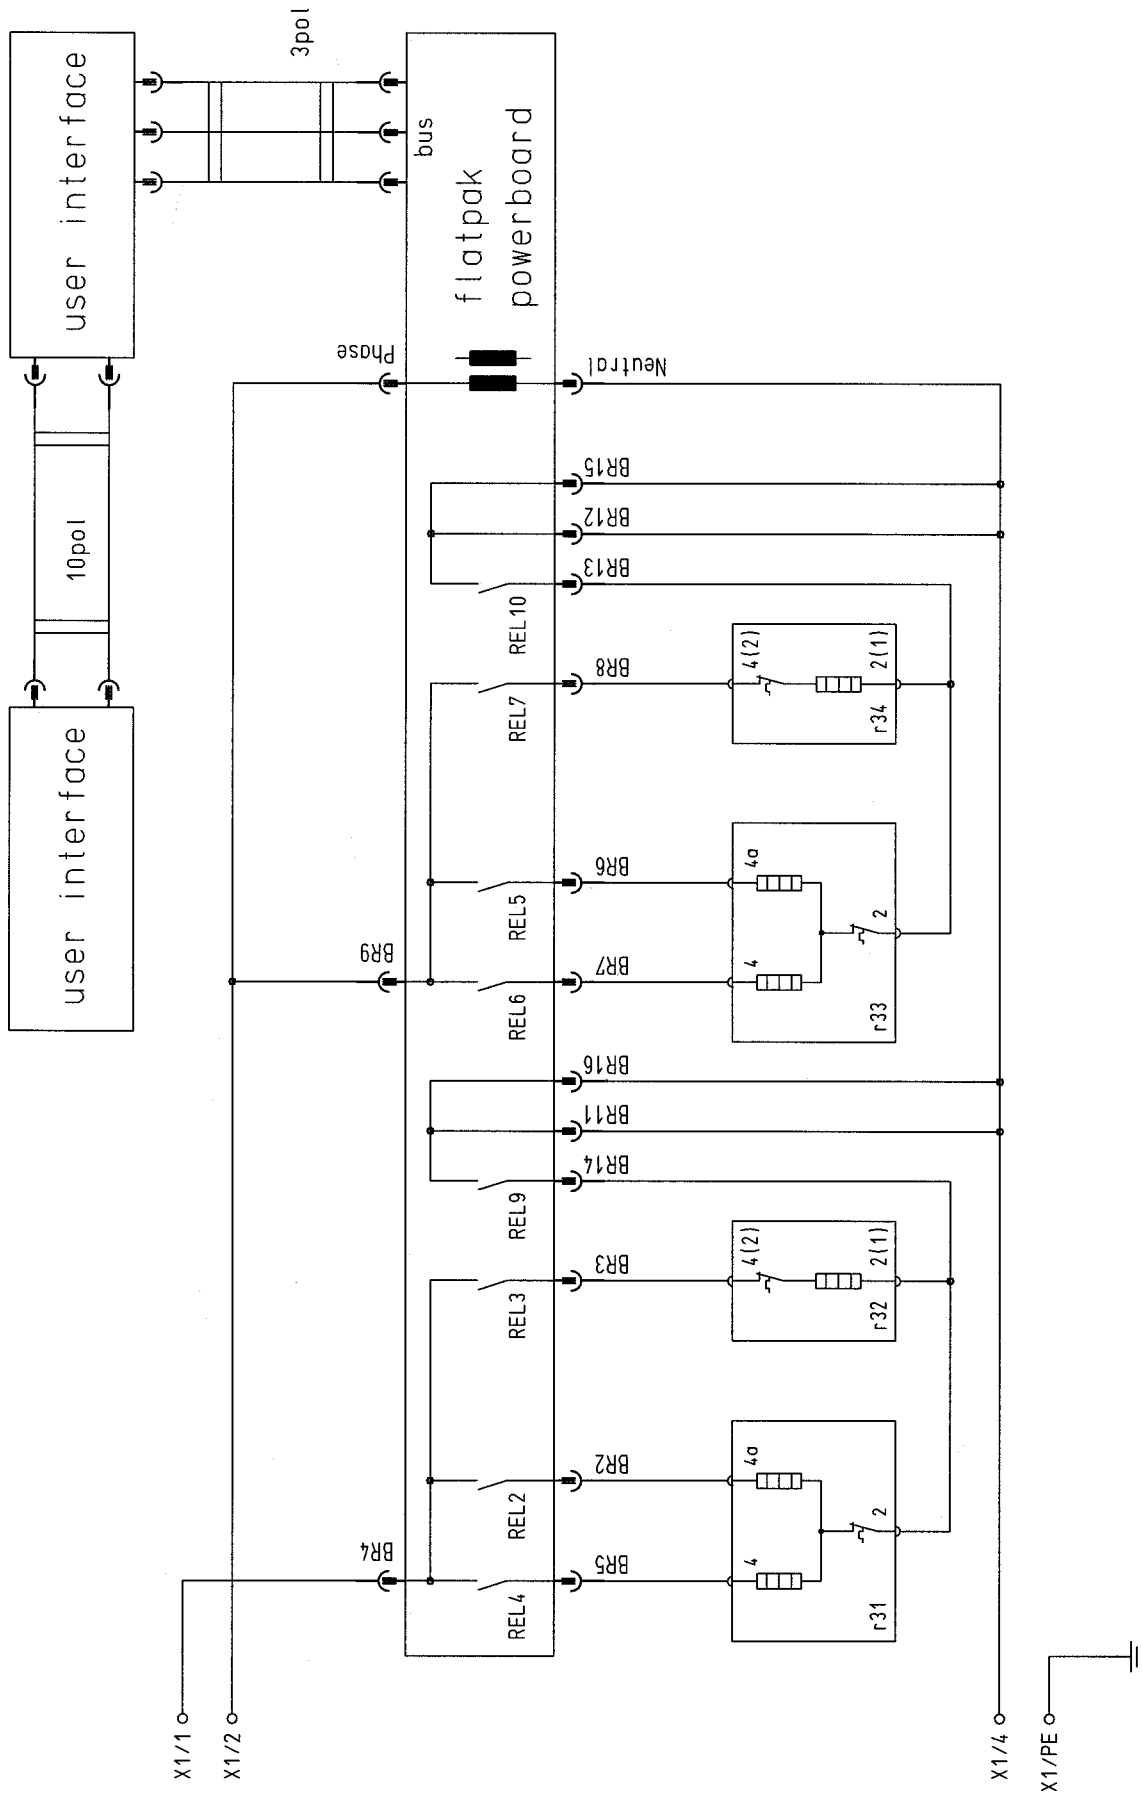 X1/1
X1/2
X1/4
X1/PE
user interface
10pol
user interface
3pol
bus
flatpak
powerboard
BR4
BR9
Phase
Neutral
REL4
REL2
REL3
REL9
REL6
REL5
REL7
REL10
BR5
BR2
BR3
BR14
BR11
BR16
BR7
BR6
BR8
BR13
BR12
BR15
4
4a
2
r31
4(2)
2(1)
r32
4
4a
2
r33
4(2)
2(1)
r34